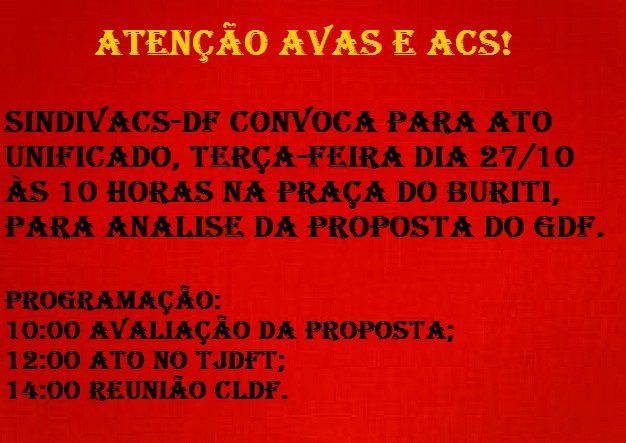 ATENÇÃO AVAS E ACS!
SINDIVACS-DF CONVOCA PARA ATO
UNIFICADO, TERÇA-FEIRA DIA 27/10
ÀS 10 HORAS NA PRAÇA DO BURITI,
PARA ANALISE DA PROPOSTA DO GDF.
PROGRAMAÇÃO:
10:00 AVALIAÇÃO DA PROPOSTA;
12:00 ATO NO TJDFT;
14:00 REUNIÃO CLDF.